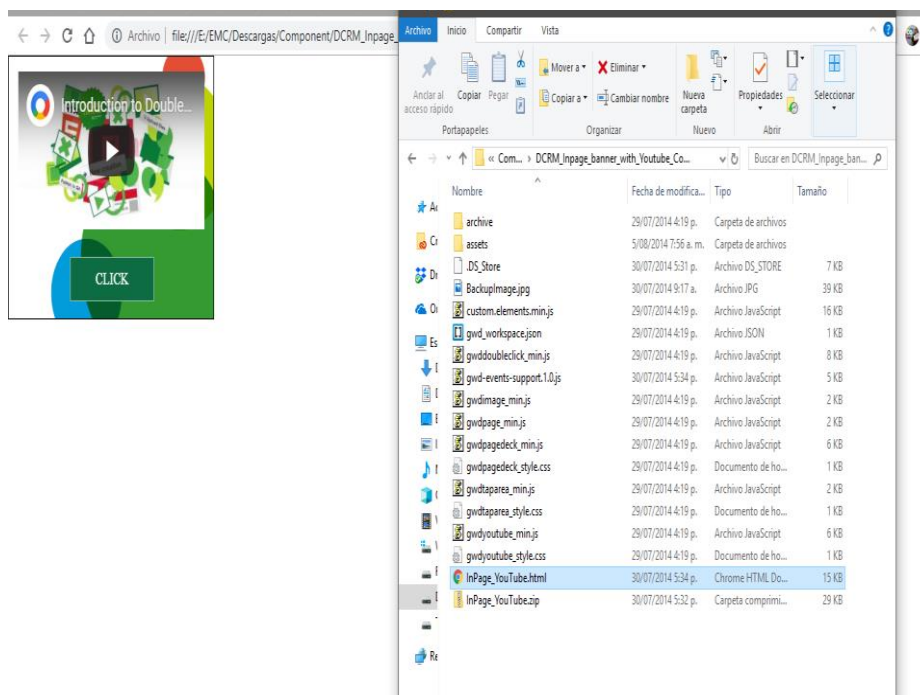 Archivo | file:///E:/EMC/Descargas/Component/DCRM_Inpage_
Introduction to Double...
CLICK
Archivo Inicio Compartir Vista
Anclar al acceso rápido
Copiar
Pegar
Portapapeles
Mover a
Copiar a
Eliminar
Cambiar nombre
Organizar
Nueva carpeta
Nuevo
Propiedades
Abrir
Seleccionar
« Com... › DCRM_Inpage_banner_with_Youtube_Co...
Buscar en DCRM_Inpage_ban...
Nombre Fecha de modifica... Tipo Tamaño
archive 29/07/2014 4:19 p. Carpeta de archivos
assets 5/08/2014 7:56 a. m. Carpeta de archivos
.DS_Store 30/07/2014 5:31 p. Archivo DS_STORE 7 KB
BackupImage.jpg 30/07/2014 9:17 a. Archivo JPG 39 KB
custom.elements.min.js 29/07/2014 4:19 p. Archivo JavaScript 16 KB
gwd_workspace.json 29/07/2014 4:19 p. Archivo JSON 1 KB
gwddoubleclick_min.js 29/07/2014 4:19 p. Archivo JavaScript 8 KB
gwd-events-support.1.0.js 30/07/2014 5:34 p. Archivo JavaScript 5 KB
gwdimage_min.js 29/07/2014 4:19 p. Archivo JavaScript 2 KB
gwdpage_min.js 29/07/2014 4:19 p. Archivo JavaScript 2 KB
gwdpagedeck_min.js 29/07/2014 4:19 p. Archivo JavaScript 6 KB
gwdpagedeck_style.css 29/07/2014 4:19 p. Documento de ho... 1 KB
gwdtaparea_min.js 29/07/2014 4:19 p. Archivo JavaScript 2 KB
gwdtaparea_style.css 29/07/2014 4:19 p. Documento de ho... 1 KB
gwdyoutube_min.js 29/07/2014 4:19 p. Archivo JavaScript 6 KB
gwdyoutube_style.css 29/07/2014 4:19 p. Documento de ho... 1 KB
InPage_YouTube.html 30/07/2014 5:34 p. Chrome HTML Do... 15 KB
InPage_YouTube.zip 30/07/2014 5:32 p. Carpeta comprimi... 29 KB